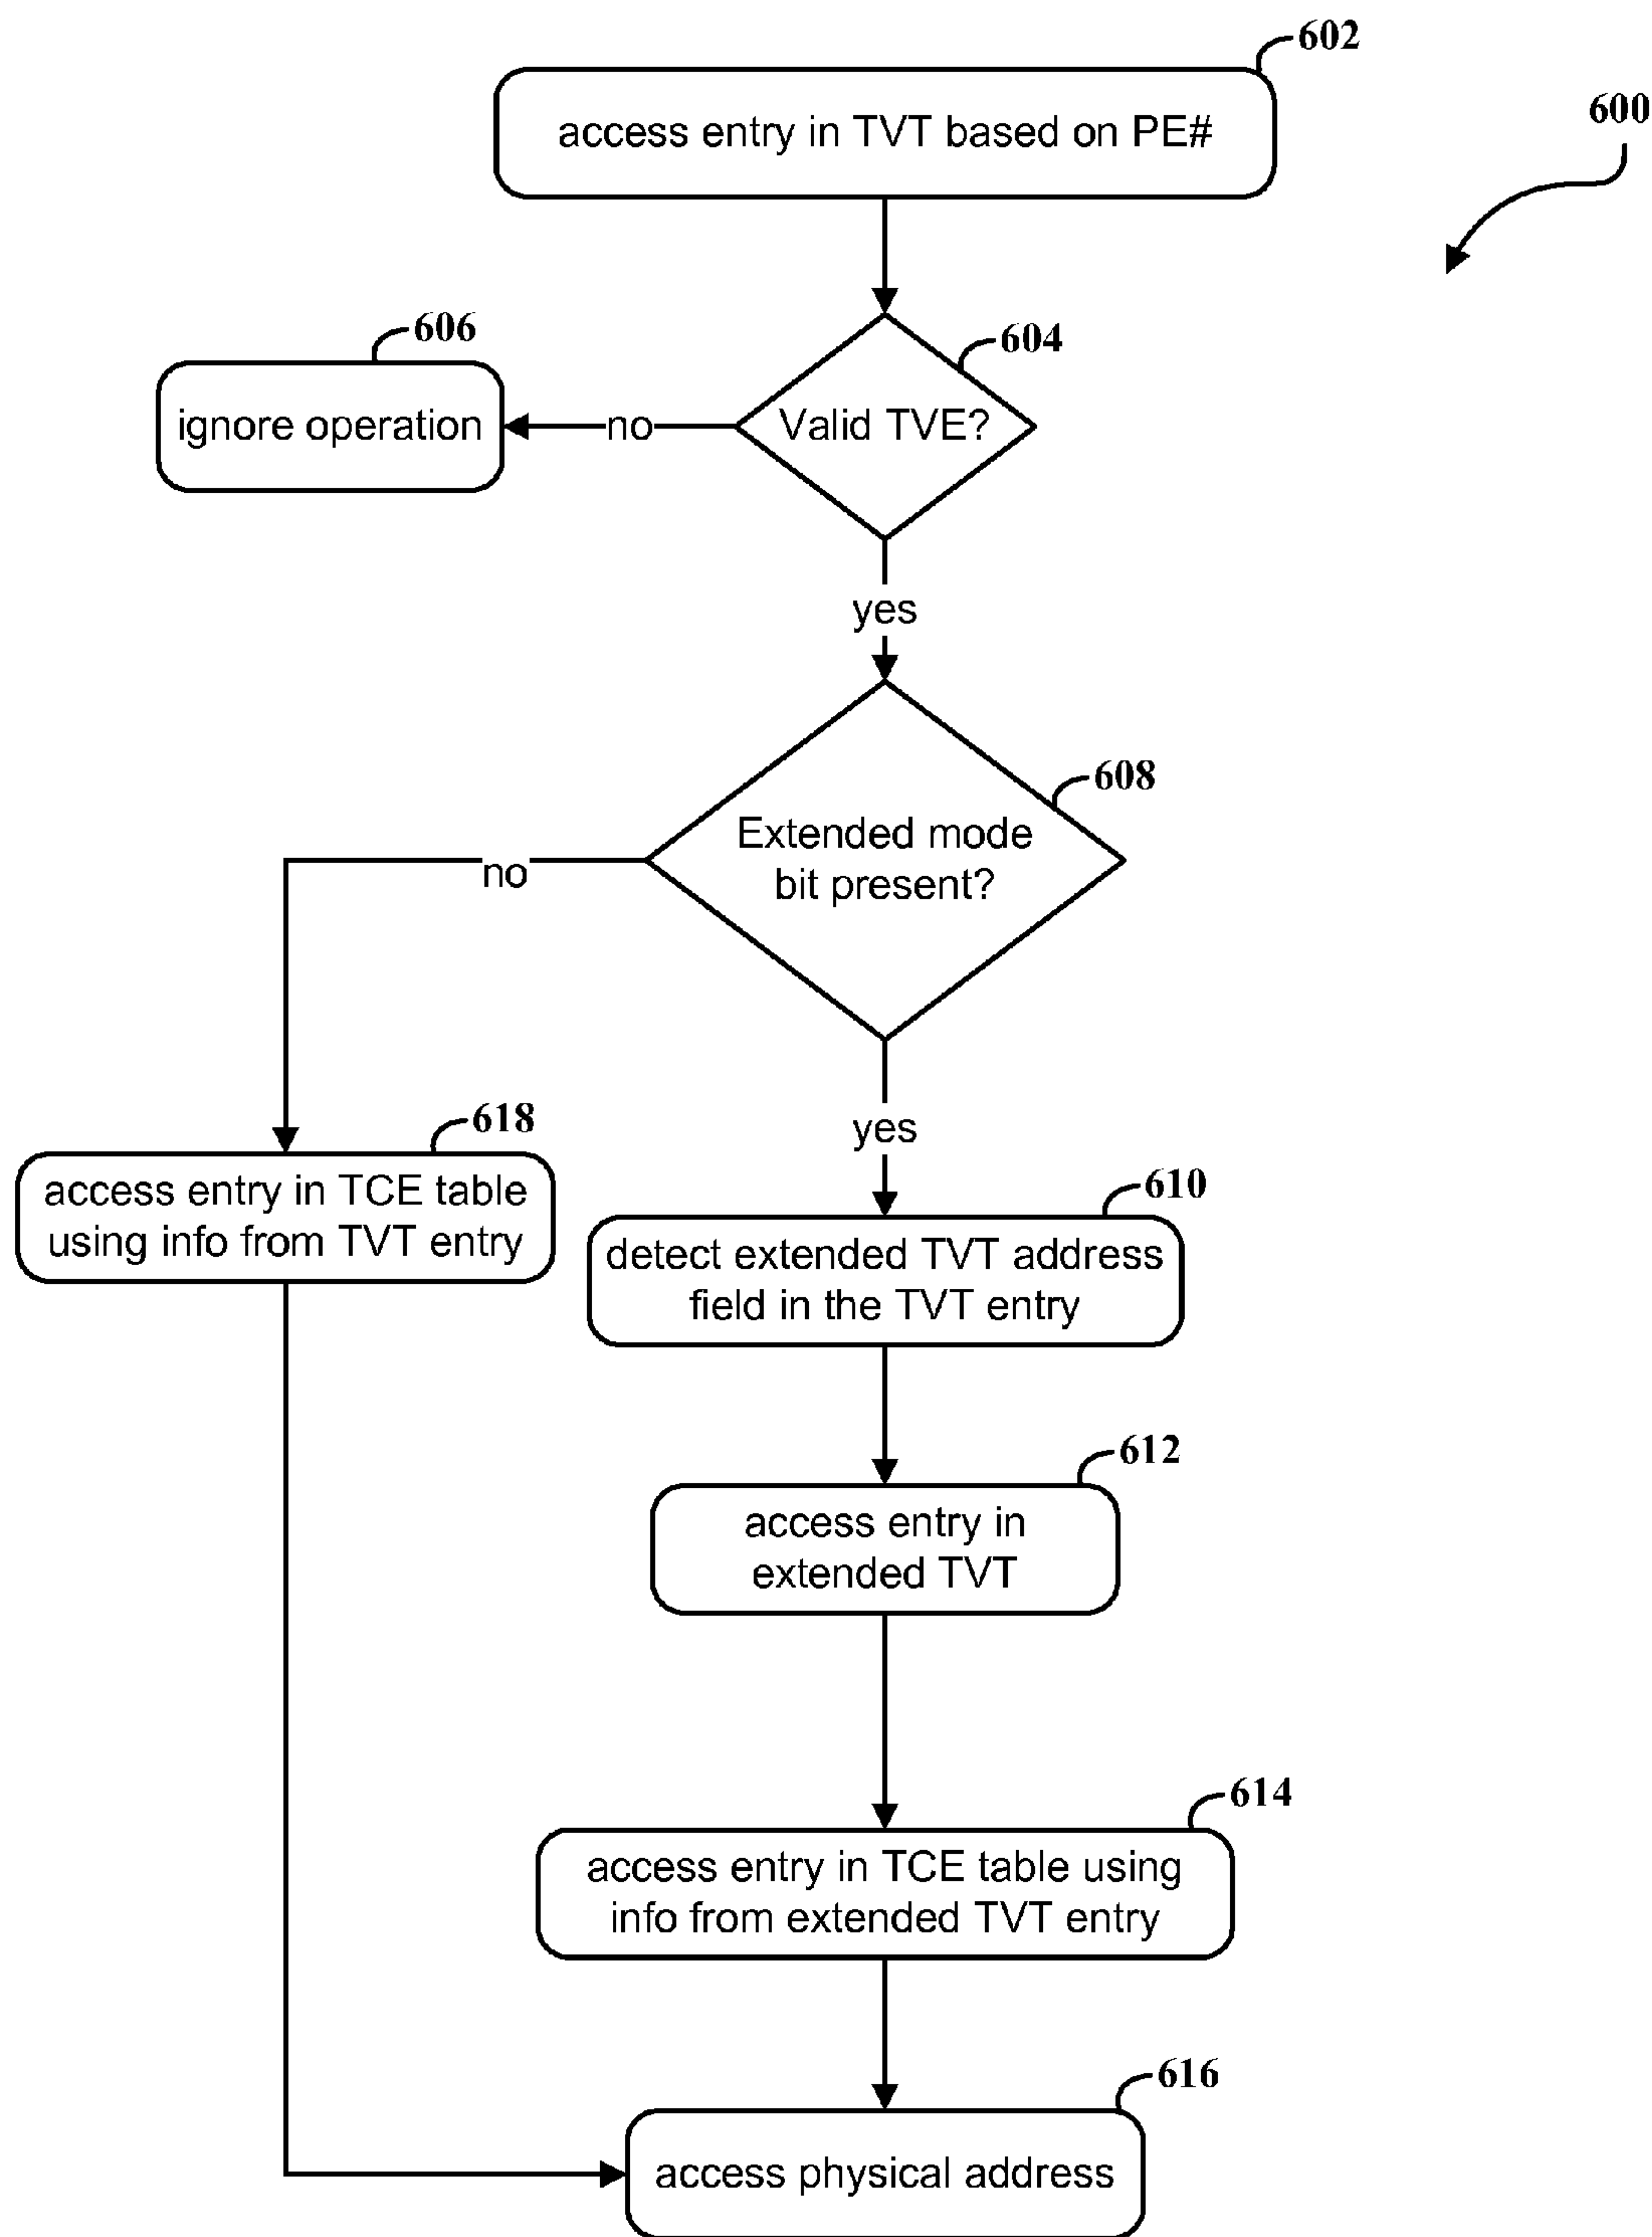 602
600
access entry in TVT based on PE#
606
604
ignore operation
no
Valid TVE?
yes
608
Extended mode
bit present?
no
yes
618
610
access entry in TCE table
using info from TVT entry
detect extended TVT address
field in the TVT entry
612
access entry in
extended TVT
614
access entry in TCE table using
info from extended TVT entry
616
access physical address